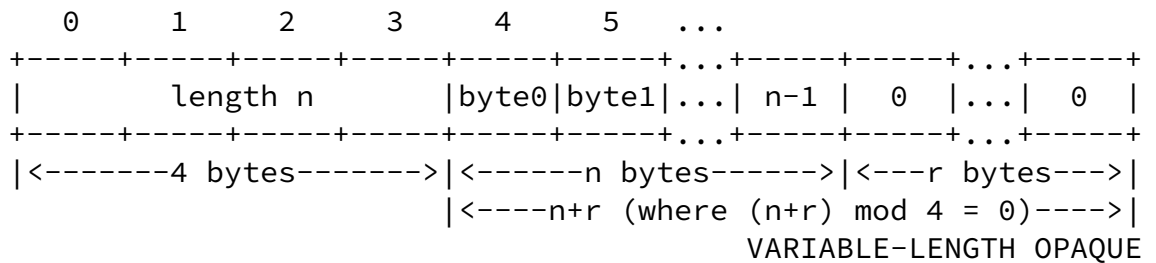 0     1     2     3     4     5   ...
+-----+-----+-----+-----+-----+-----+...+-----+-----+...+-----+
|        length n       |byte0|byte1|...| n-1 |  0  |...|  0  |
+-----+-----+-----+-----+-----+-----+...+-----+-----+...+-----+
|<-------4 bytes------->|<------n bytes------>|<---r bytes--->|
                        |<----n+r (where (n+r) mod 4 = 0)---->|
                                        VARIABLE-LENGTH OPAQUE